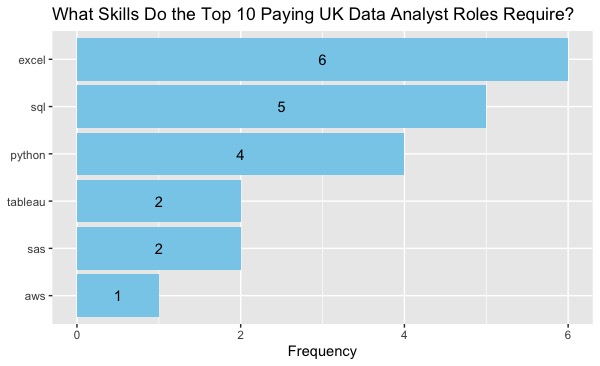 What Skills Do the Top 10 Paying UK Data Analyst Roles Require?
excel 6
sql 5
python 4
tableau 2
sas 2
aws 1
0 2 4 6
Frequency